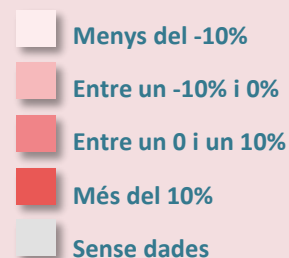 Menys del -10%
Entre un -10% i 0%
Entre un 0 i un 10%
Més del 10%
Sense dades